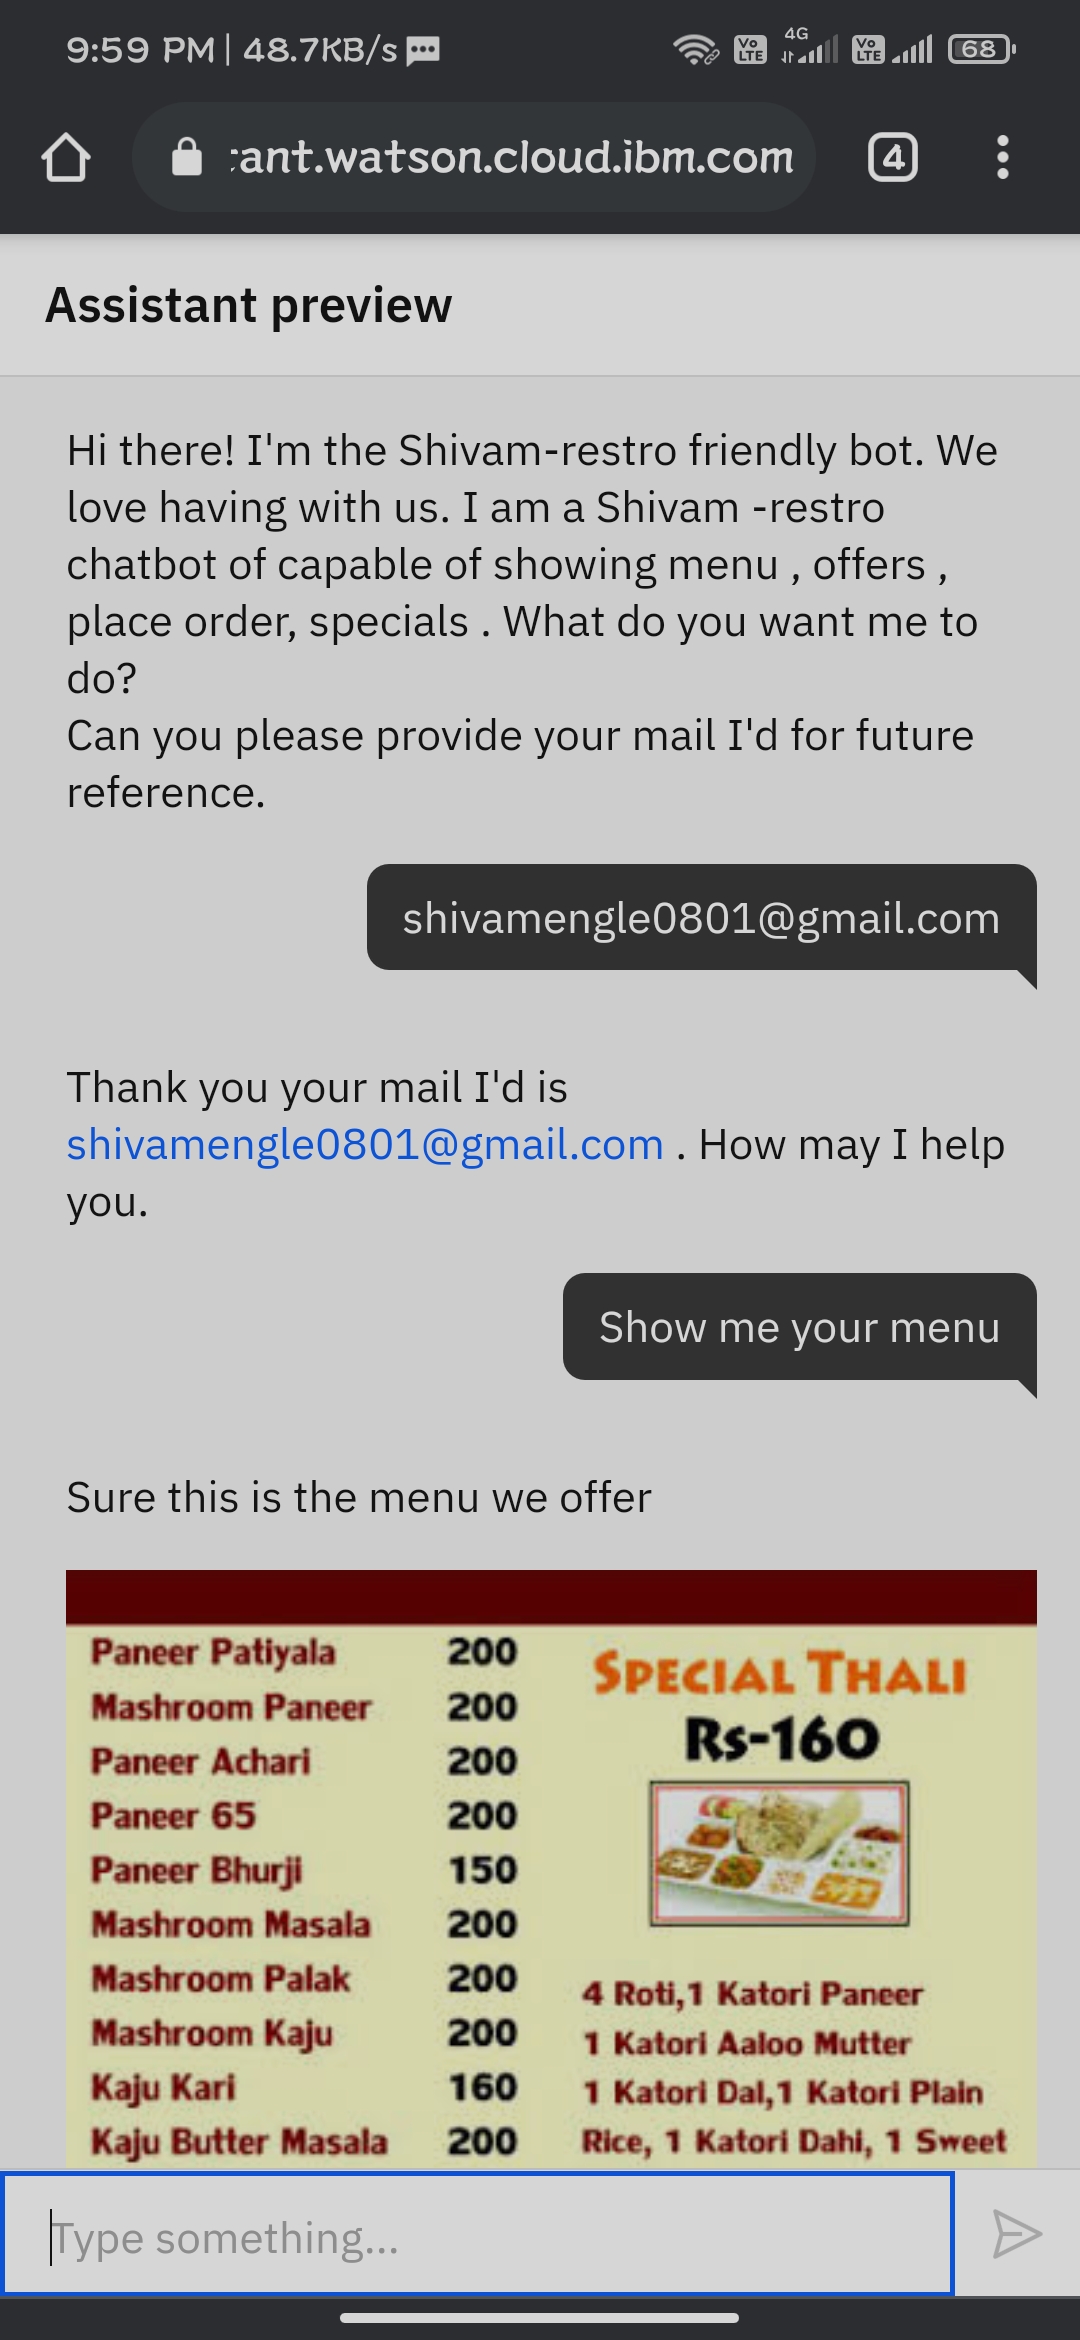 9:59 PM | 48.7KB/s
4G
Vo LTE
Vo LTE
68
ant.watson.cloud.ibm.com
4
Assistant preview
Hi there! I'm the Shivam-restro friendly bot. We
love having with us. I am a Shivam -restro
chatbot of capable of showing menu , offers ,
place order, specials . What do you want me to
do?
Can you please provide your mail I'd for future
reference.
shivamengle0801@gmail.com
Thank you your mail I'd is
shivamengle0801@gmail.com . How may I help
you.
Show me your menu
Sure this is the menu we offer
Paneer Patiyala 200
Mashroom Paneer 200
Paneer Achari 200
Paneer 65 200
Paneer Bhurji 150
Mashroom Masala 200
Mashroom Palak 200
Mashroom Kaju 200
Kaju Kari 160
Kaju Butter Masala 200
SPECIAL THALI
Rs-160
4 Roti,1 Katori Paneer
1 Katori Aaloo Mutter
1 Katori Dal,1 Katori Plain
Rice, 1 Katori Dahi, 1 Sweet
Type something...